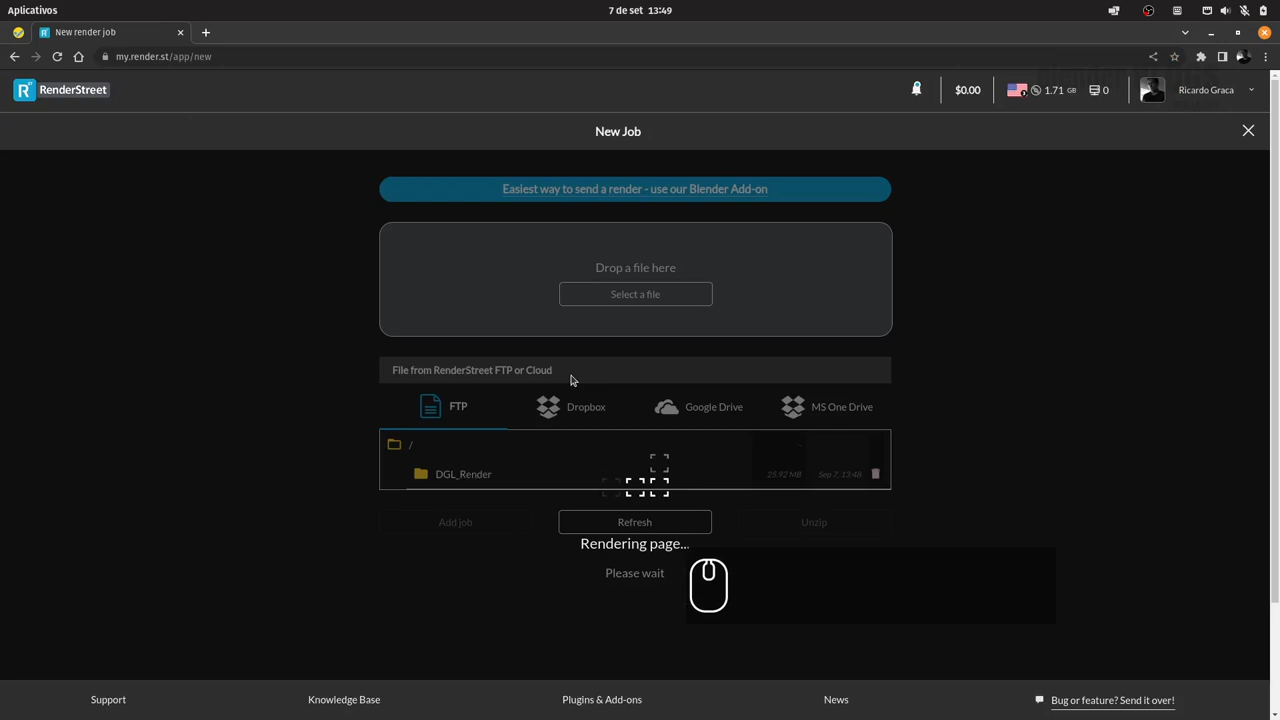 Aplicativos
7 de set 13:49
New render job
my.render.st/app/new
RenderStreet
$0.00
1.71 GB
0
Ricardo Graca
New Job
Easiest way to send a render - use our Blender Add-on
Drop a file here
Select a file
File from RenderStreet FTP or Cloud
FTP
Dropbox
Google Drive
MS One Drive
/
-
DGL_Render
25.92 MB
Sep 7, 13:48
Add job
Refresh
Unzip
Rendering page...
Please wait
Support
Knowledge Base
Plugins & Add-ons
News
Bug or feature? Send it over!